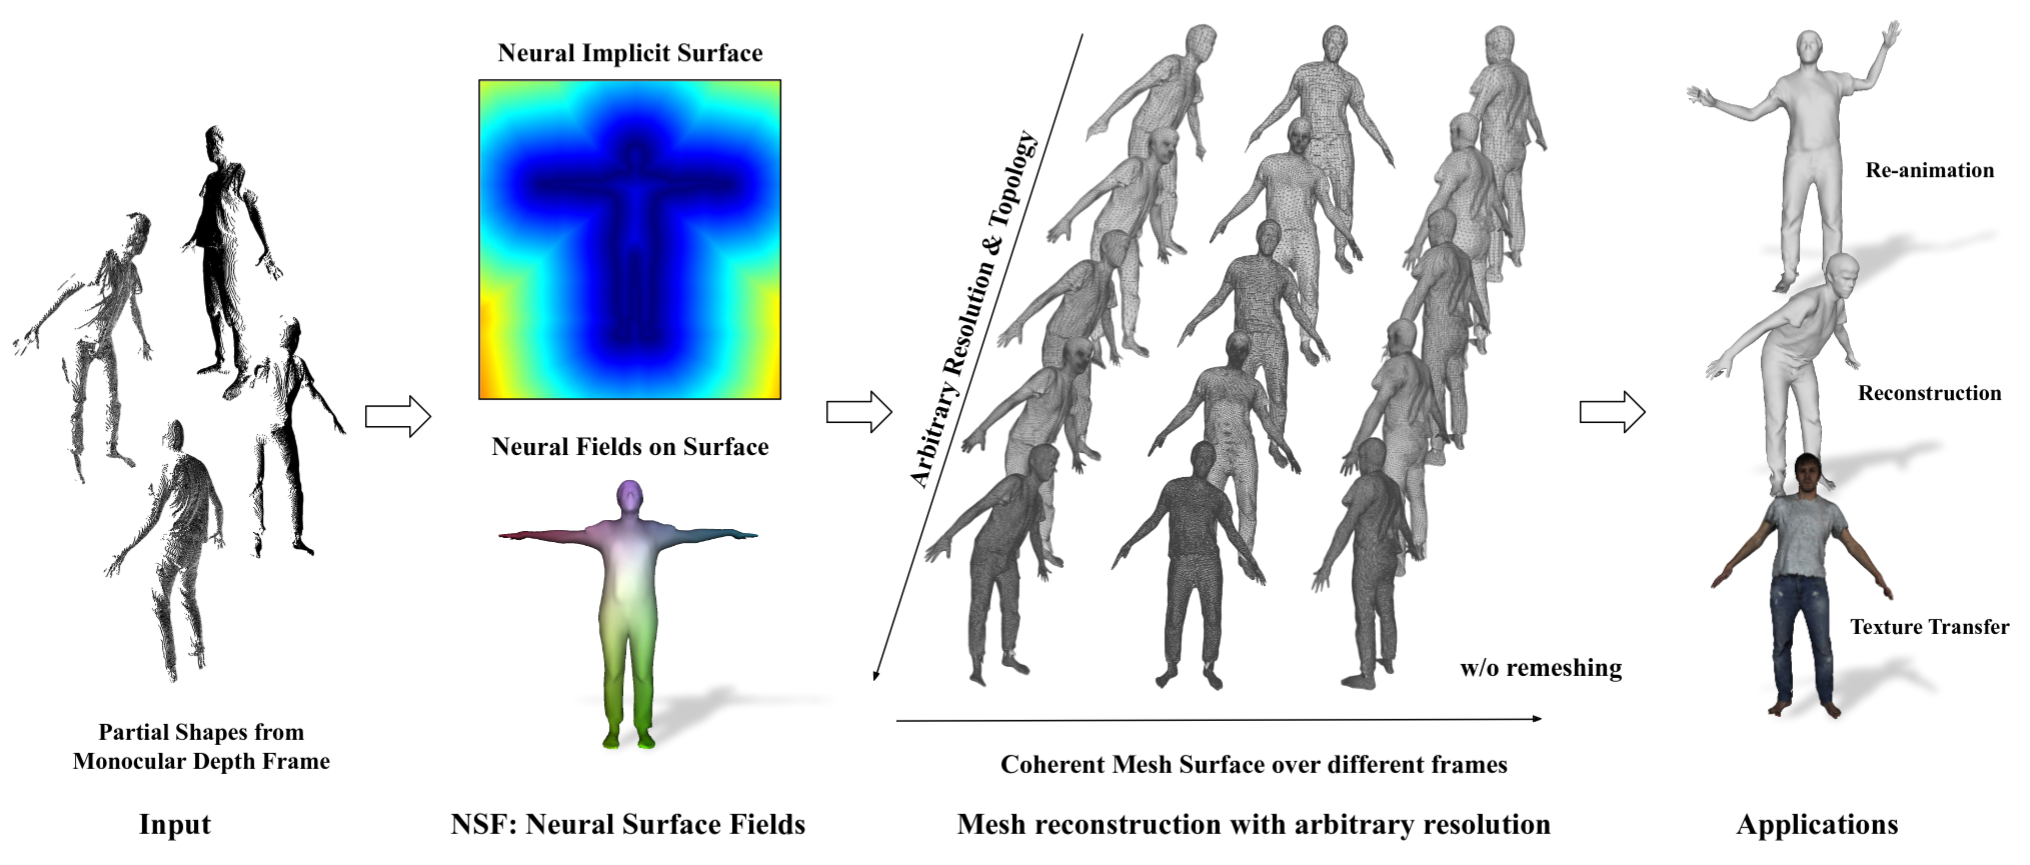 Neural Implicit Surface
Neural Fields on Surface
Arbitrary Resolution & Topology
Re-animation
Reconstruction
Texture Transfer
w/o remeshing
Partial Shapes from
Monocular Depth Frame
Coherent Mesh Surface over different frames
Input
NSF: Neural Surface Fields
Mesh reconstruction with arbitrary resolution
Applications